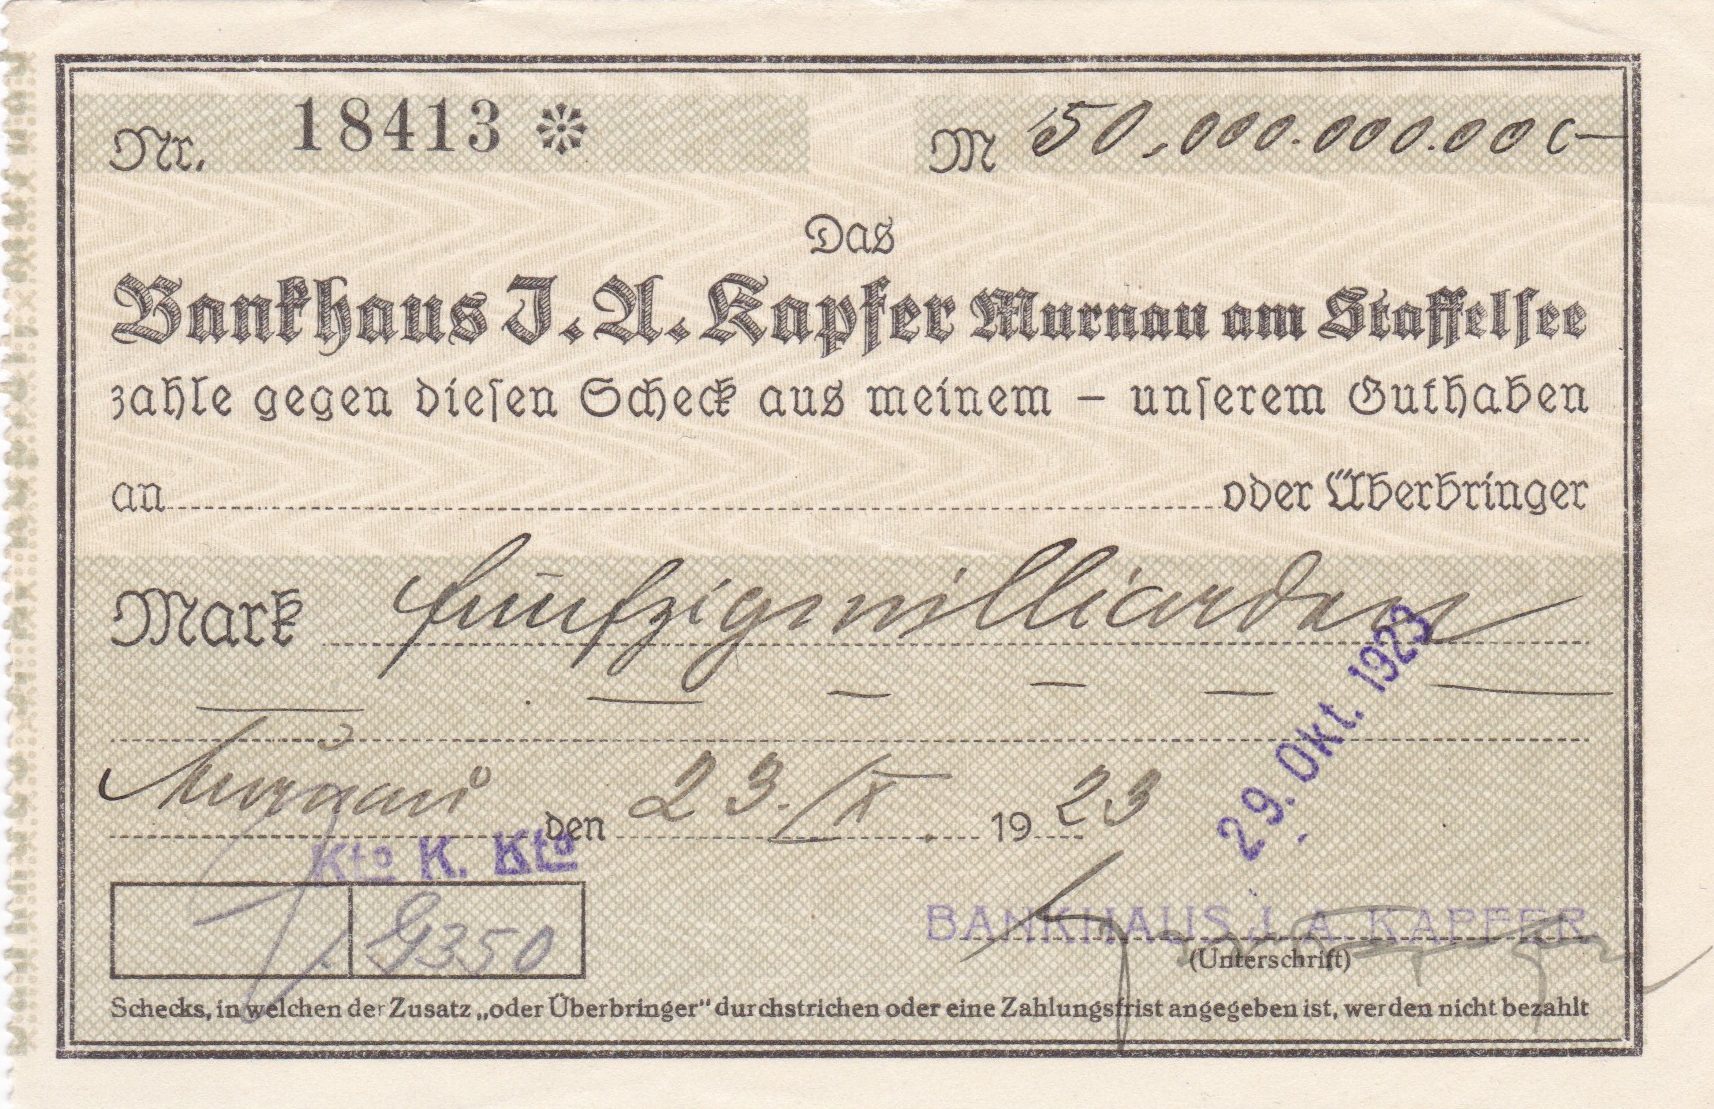 Nr. 18413 M 50,000.000.000–
Das
Bankhaus J. A. Kapfer Murnau am Staffelsee
zahle gegen diesen Scheck aus meinem – unserem Guthaben
an oder Überbringer
Mark fünfzigmilliarden
29. Okt. 1923
Murnau den 23./X. 1923
Kto K. Kto
G350
BANKHAUS J. A. KAPFER
(Unterschrift)
Schecks, in welchen der Zusatz „oder Überbringer" durchstrichen oder eine Zahlungsfrist angegeben ist, werden nicht bezahlt